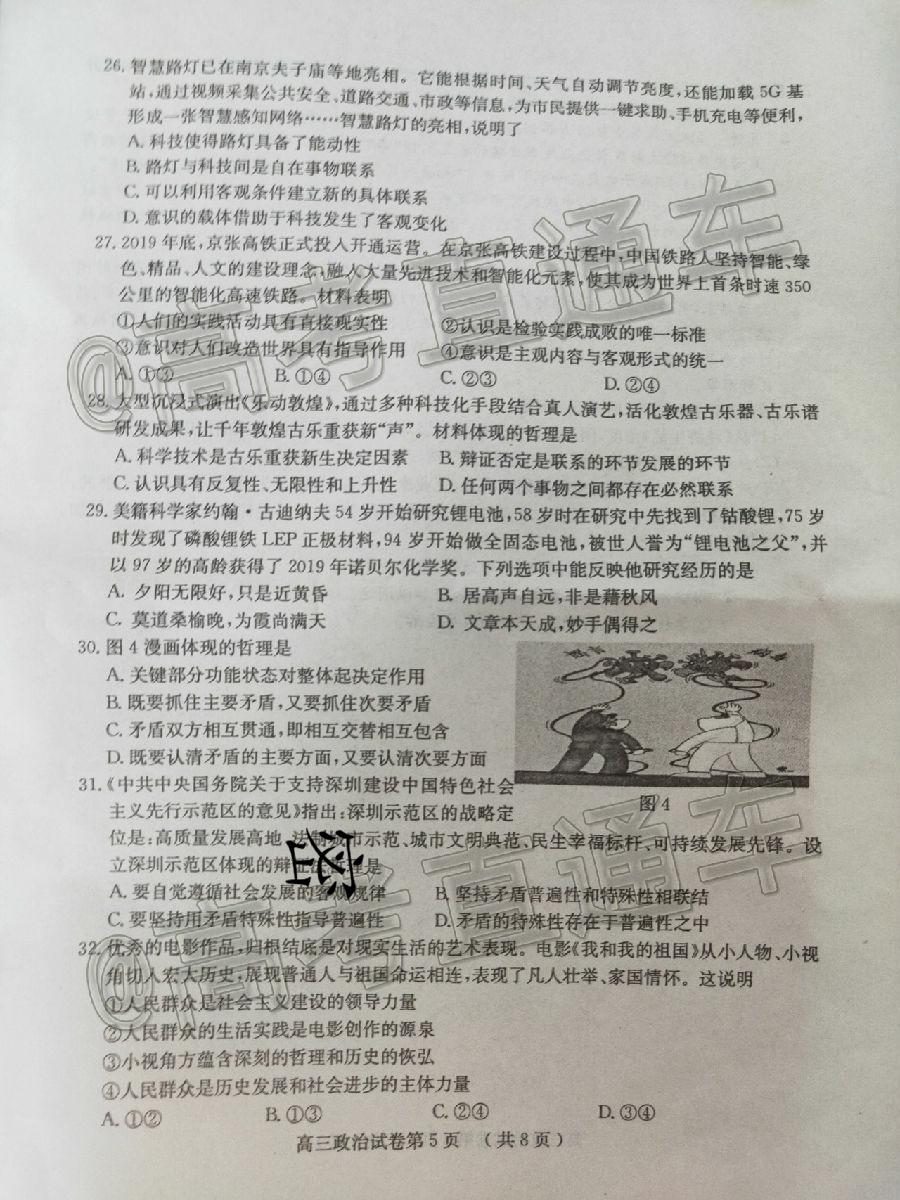 26. 智慧路灯已在南京夫子庙等地亮相。它能根据时间、天气自动调节亮度,还能加载 5G 基
站,通过视频采集公共安全、道路交通、市政等信息,为市民提供一键求助、手机充电等便利,
形成一张智慧感知网络……智慧路灯的亮相,说明了
A. 科技使得路灯具备了能动性
B. 路灯与科技间是自在事物联系
C. 可以利用客观条件建立新的具体联系
D. 意识的载体借助于科技发生了客观变化
27. 2019 年底,京张高铁正式投入开通运营。在京张高铁建设过程中,中国铁路人坚持智能、绿
色、精品、人文的建设理念,融入大量先进技术和智能化元素,使其成为世界上首条时速 350
公里的智能化高速铁路。材料表明
①人们的实践活动具有直接现实性 ②认识是检验实践成败的唯一标准
③意识对人们改造世界具有指导作用 ④意识是主观内容与客观形式的统一
A. ①③ B. ①④ C. ②③ D. ②④
28. 大型沉浸式演出《乐动敦煌》,通过多种科技化手段结合真人演艺,活化敦煌古乐器、古乐谱
研发成果,让千年敦煌古乐重获新“声”。材料体现的哲理是
A. 科学技术是古乐重获新生决定因素 B. 辩证否定是联系的环节发展的环节
C. 认识具有反复性、无限性和上升性 D. 任何两个事物之间都存在必然联系
29. 美籍科学家约翰·古迪纳夫 54 岁开始研究锂电池,58 岁时在研究中先找到了钴酸锂,75 岁
时发现了磷酸锂铁 LEP 正极材料,94 岁开始做全固态电池,被世人誉为“锂电池之父”,并
以 97 岁的高龄获得了 2019 年诺贝尔化学奖。下列选项中能反映他研究经历的是
A. 夕阳无限好,只是近黄昏 B. 居高声自远,非是藉秋风
C. 莫道桑榆晚,为霞尚满天 D. 文章本天成,妙手偶得之
30. 图 4 漫画体现的哲理是
A. 关键部分功能状态对整体起决定作用
B. 既要抓住主要矛盾,又要抓住次要矛盾
C. 矛盾双方相互贯通,即相互交替相互包含
D. 既要认清矛盾的主要方面,又要认清次要方面
图 4
31. 《中共中央国务院关于支持深圳建设中国特色社会
主义先行示范区的意见》指出:深圳示范区的战略定
位是:高质量发展高地、法制城市示范、城市文明典范、民生幸福标杆、可持续发展先锋。设
立深圳示范区体现的辩证法哲理是
A. 要自觉遵循社会发展的客观规律 B. 坚持矛盾普遍性和特殊性相联结
C. 要坚持用矛盾特殊性指导普遍性 D. 矛盾的特殊性存在于普遍性之中
密
32. 优秀的电影作品,归根结底是对现实生活的艺术表现。电影《我和我的祖国》从小人物、小视
角切入宏大历史,展现普通人与祖国命运相连,表现了凡人壮举、家国情怀。这说明
①人民群众是社会主义建设的领导力量
②人民群众的生活实践是电影创作的源泉
③小视角方蕴含深刻的哲理和历史的恢弘
④人民群众是历史发展和社会进步的主体力量
A. ①② B. ①③ C. ②④ D. ③④
高三政治试卷第 5 页 (共 8 页)
@高考直通车
@高考直通车